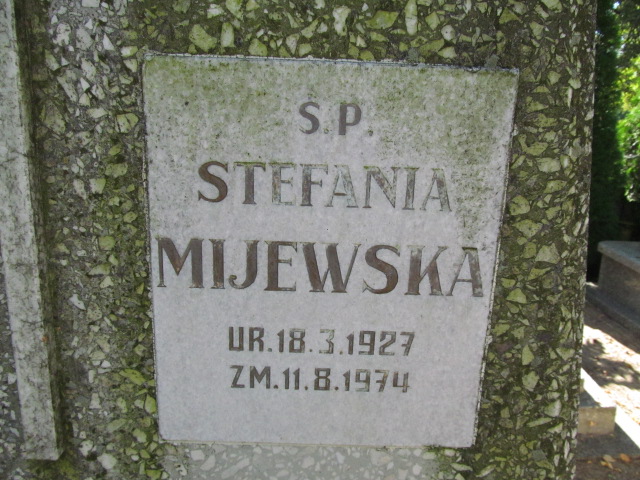 S.P.
STEFANIA
MIJEWSKA
UR.18.3.1927
ZM.11.8.1974